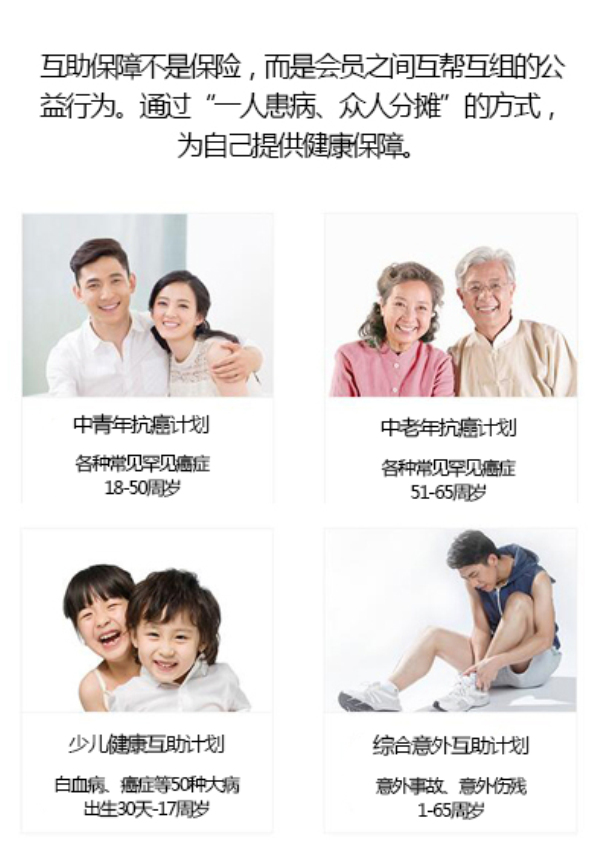 互助保障不是保险，而是会员之间互帮互组的公
益行为。通过“一人患病、众人分摊”的方式，
为自己提供健康保障。
中青年抗癌计划
各种常见罕见癌症
18-50周岁
中老年抗癌计划
各种常见罕见癌症
51-65周岁
少儿健康互助计划
白血病、癌症等50种大病
出生30天-17周岁
综合意外互助计划
意外事故、意外伤残
1-65周岁